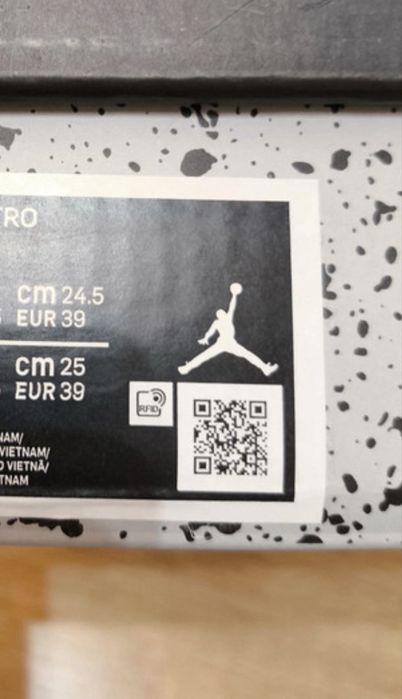 TRO
cm 24.5
EUR 39
cm 25
EUR 39
RFID
NAM/
VIETNAM/
O VIETNÃ/
TNAM